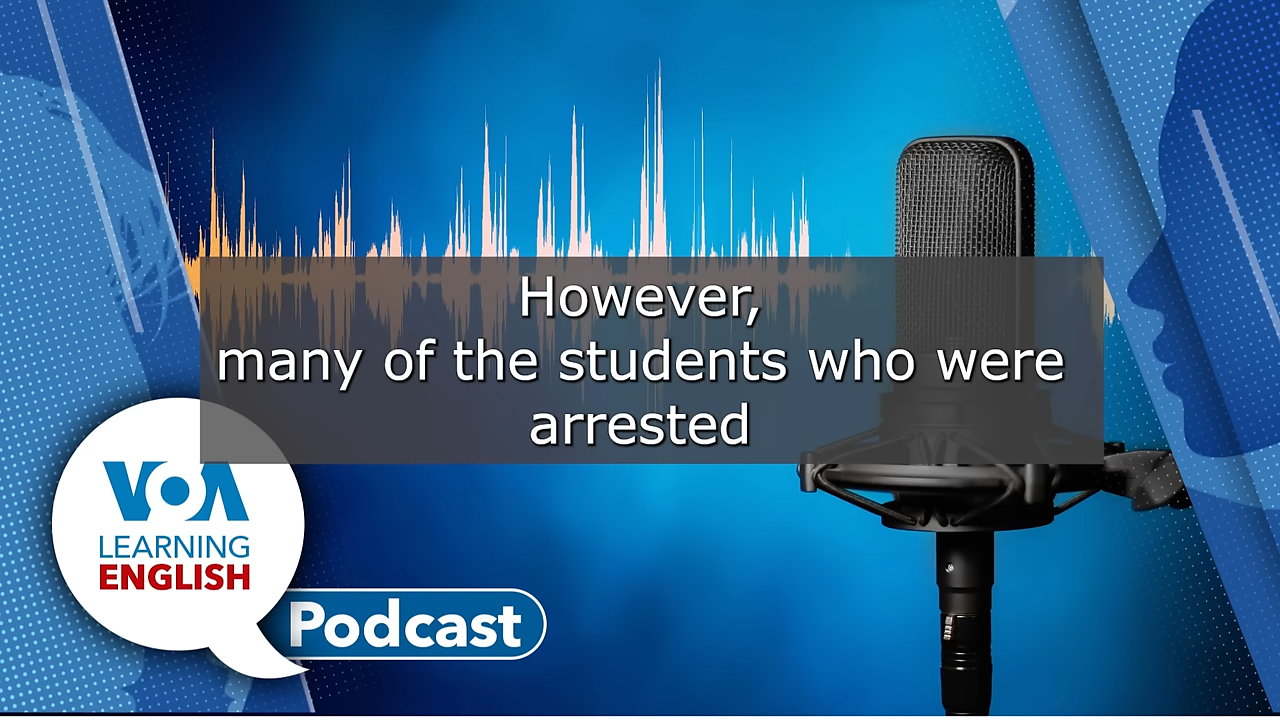 However,
many of the students who were
arrested
VOA
LEARNING
ENGLISH
Podcast